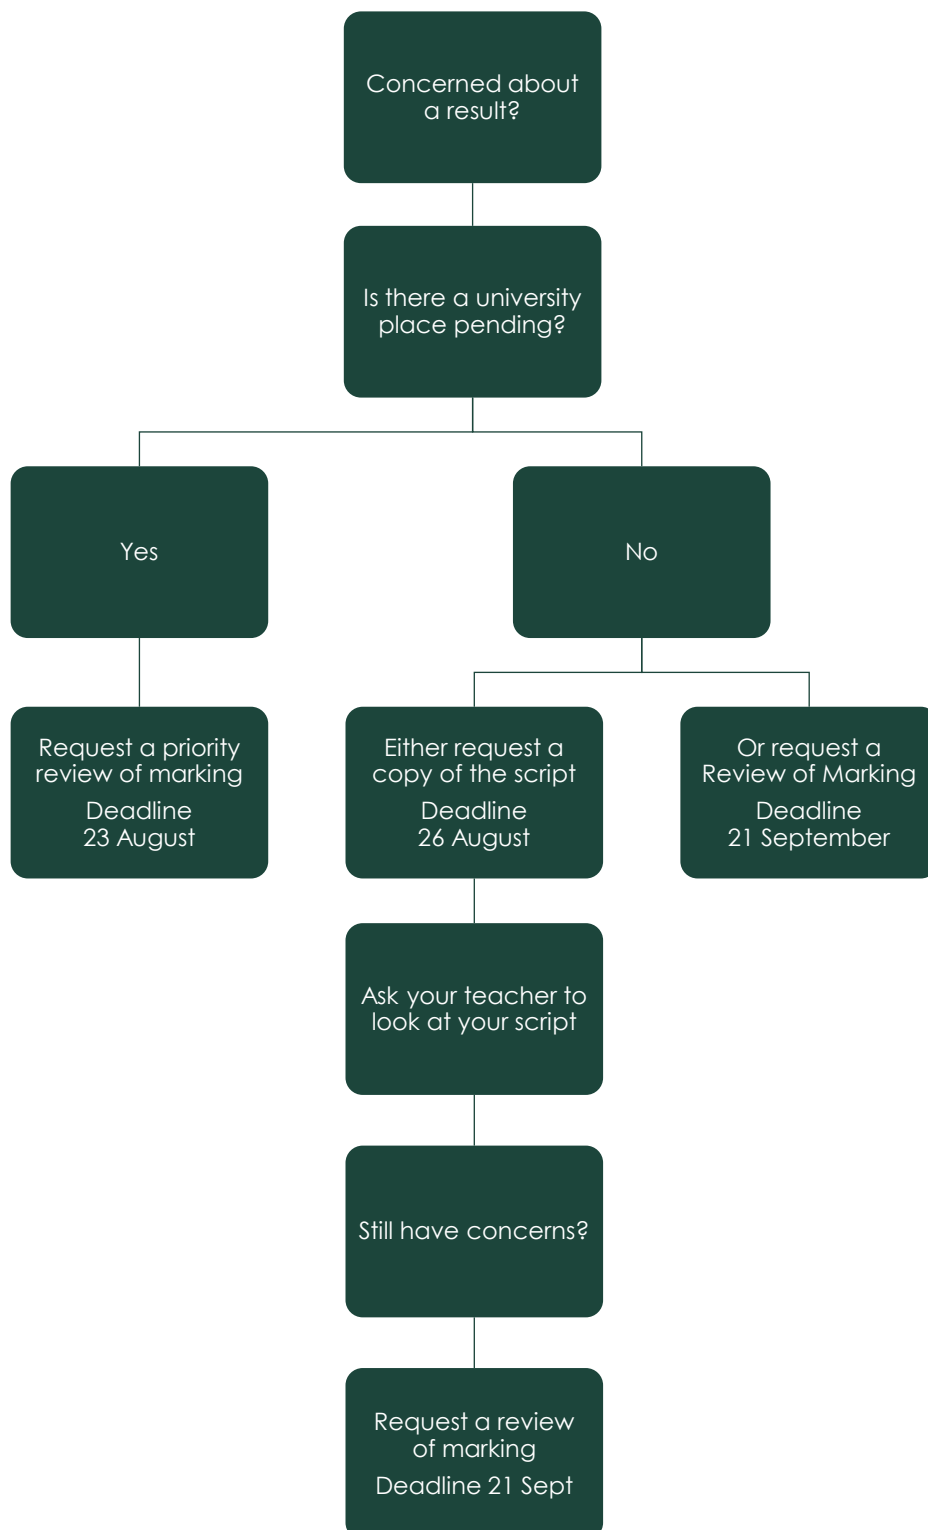 Concerned about
a result?
Is there a university
place pending?
Yes
No
Request a priority
review of marking
Deadline
23 August
Either request a
copy of the script
Deadline
26 August
Or request a
Review of Marking
Deadline
21 September
Ask your teacher to
look at your script
Still have concerns?
Request a review
of marking
Deadline 21 Sept